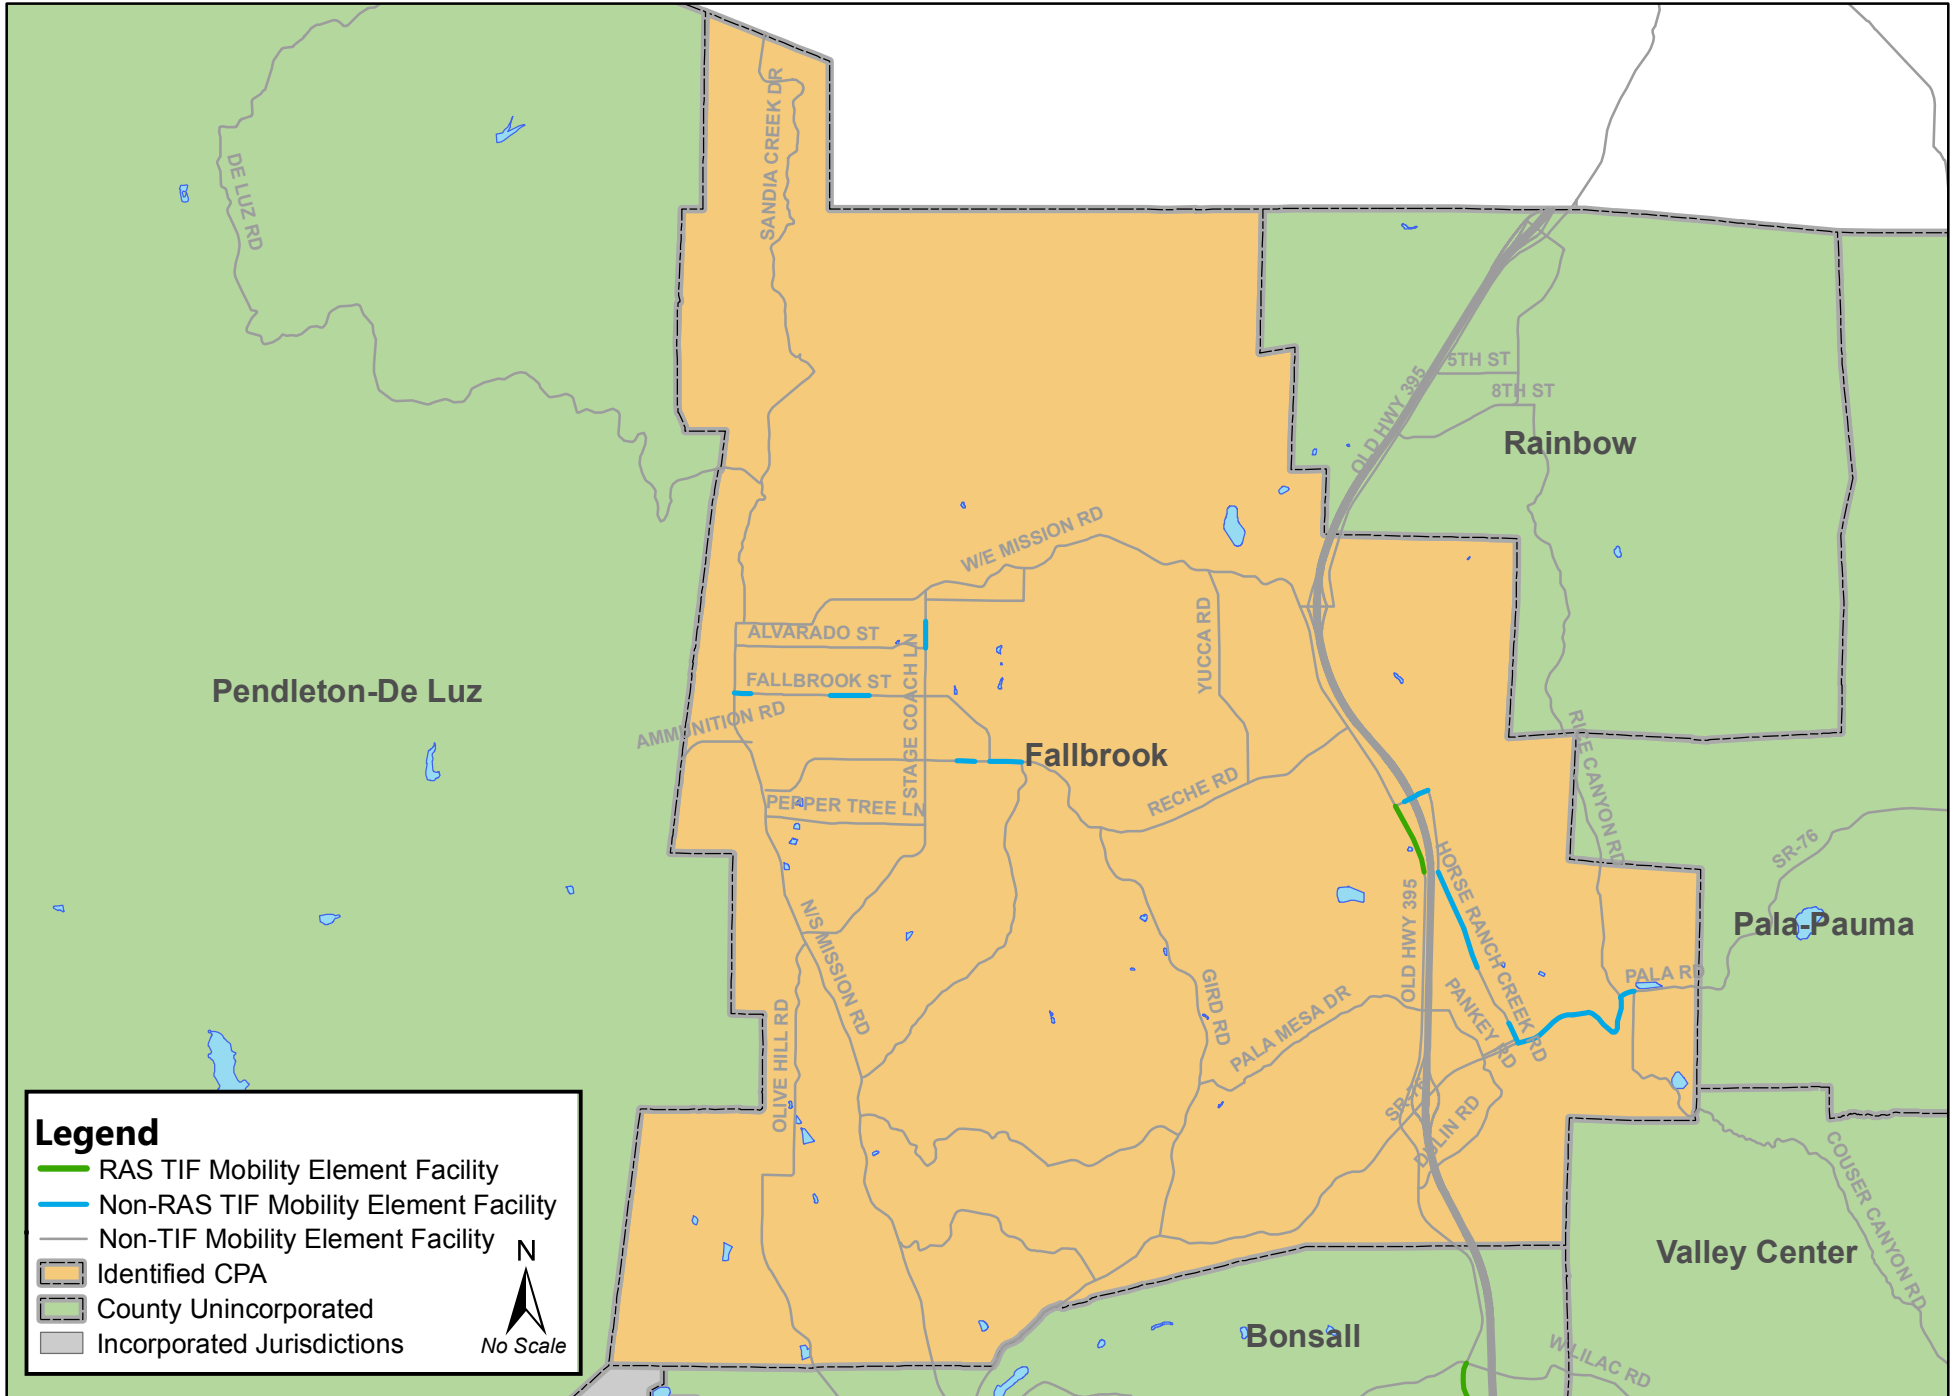 SANDIA CREEK DR
DE LUZ RD
5TH ST
OLD HWY 395
8TH ST
Rainbow
W/E MISSION RD
YUCCA RD
ALVARADO ST
STAGE COACH LN
FALLBROOK ST
Pendleton-De Luz
AMMUNITION RD
Fallbrook
RICE CANYON RD
RECHE RD
PEPPER TREE LN
SR-76
HORSE RANCH CREEK RD
OLD HWY 395
N/S MISSION RD
Pala-Pauma
PALA RD
GIRD RD
PANKEY RD
PALA MESA DR
OLIVE HILL RD
SR-76
DULIN RD
COUSER CANYON RD
Valley Center
Bonsall
W LILAC RD
Legend
RAS TIF Mobility Element Facility
Non-RAS TIF Mobility Element Facility
Non-TIF Mobility Element Facility
N
Identified CPA
County Unincorporated
Incorporated Jurisdictions
No Scale